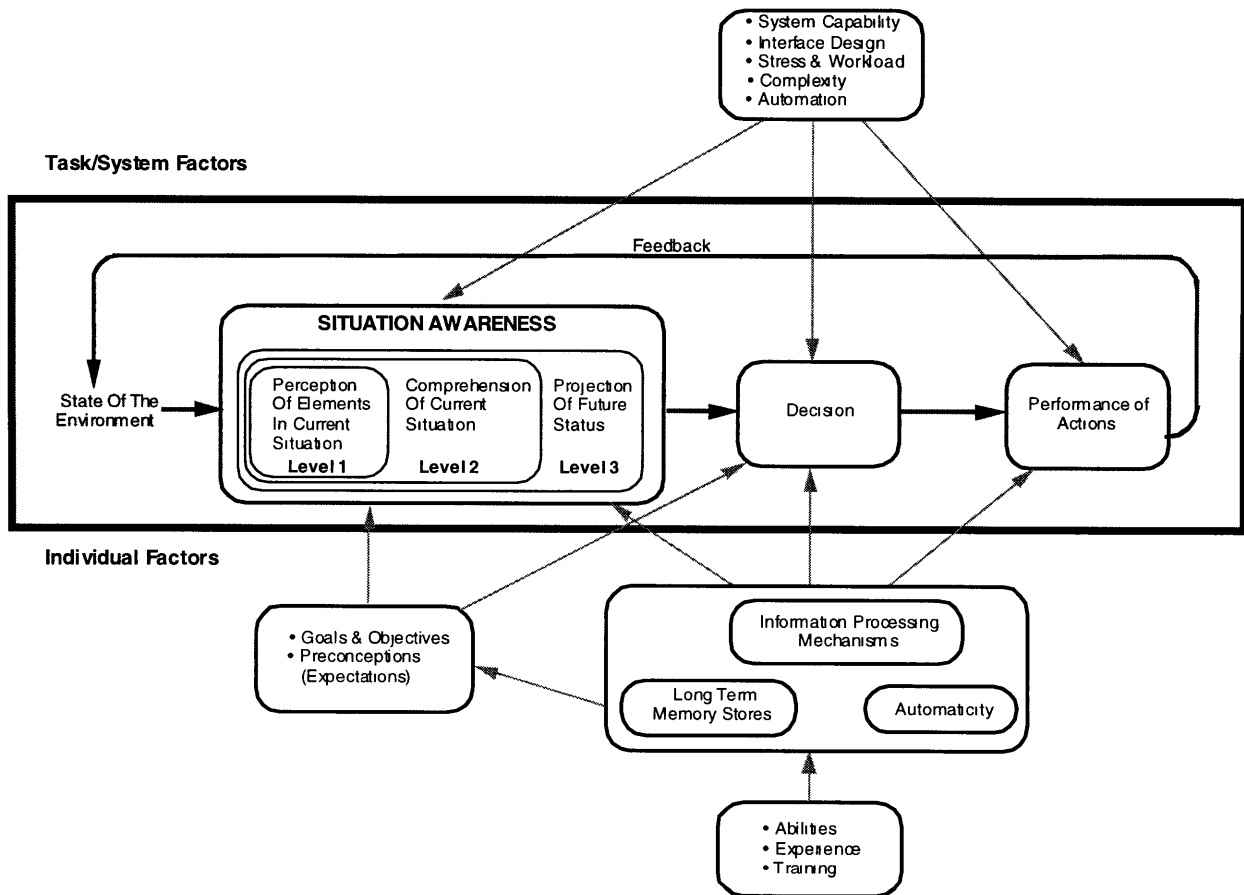 • System Capability
• Interface Design
• Stress & Workload
• Complexity
• Automation
Task/System Factors
Feedback
SITUATION AWARENESS
State Of The
Environment
Perception
Of Elements
In Current
Situation
Level 1
Comprehension
Of Current
Situation
Level 2
Projection
Of Future
Status
Level 3
Decision
Performance of
Actions
Individual Factors
• Goals & Objectives
• Preconceptions
(Expectations)
Information Processing
Mechanisms
Long Term
Memory Stores
Automaticity
• Abilities
• Experience
• Training